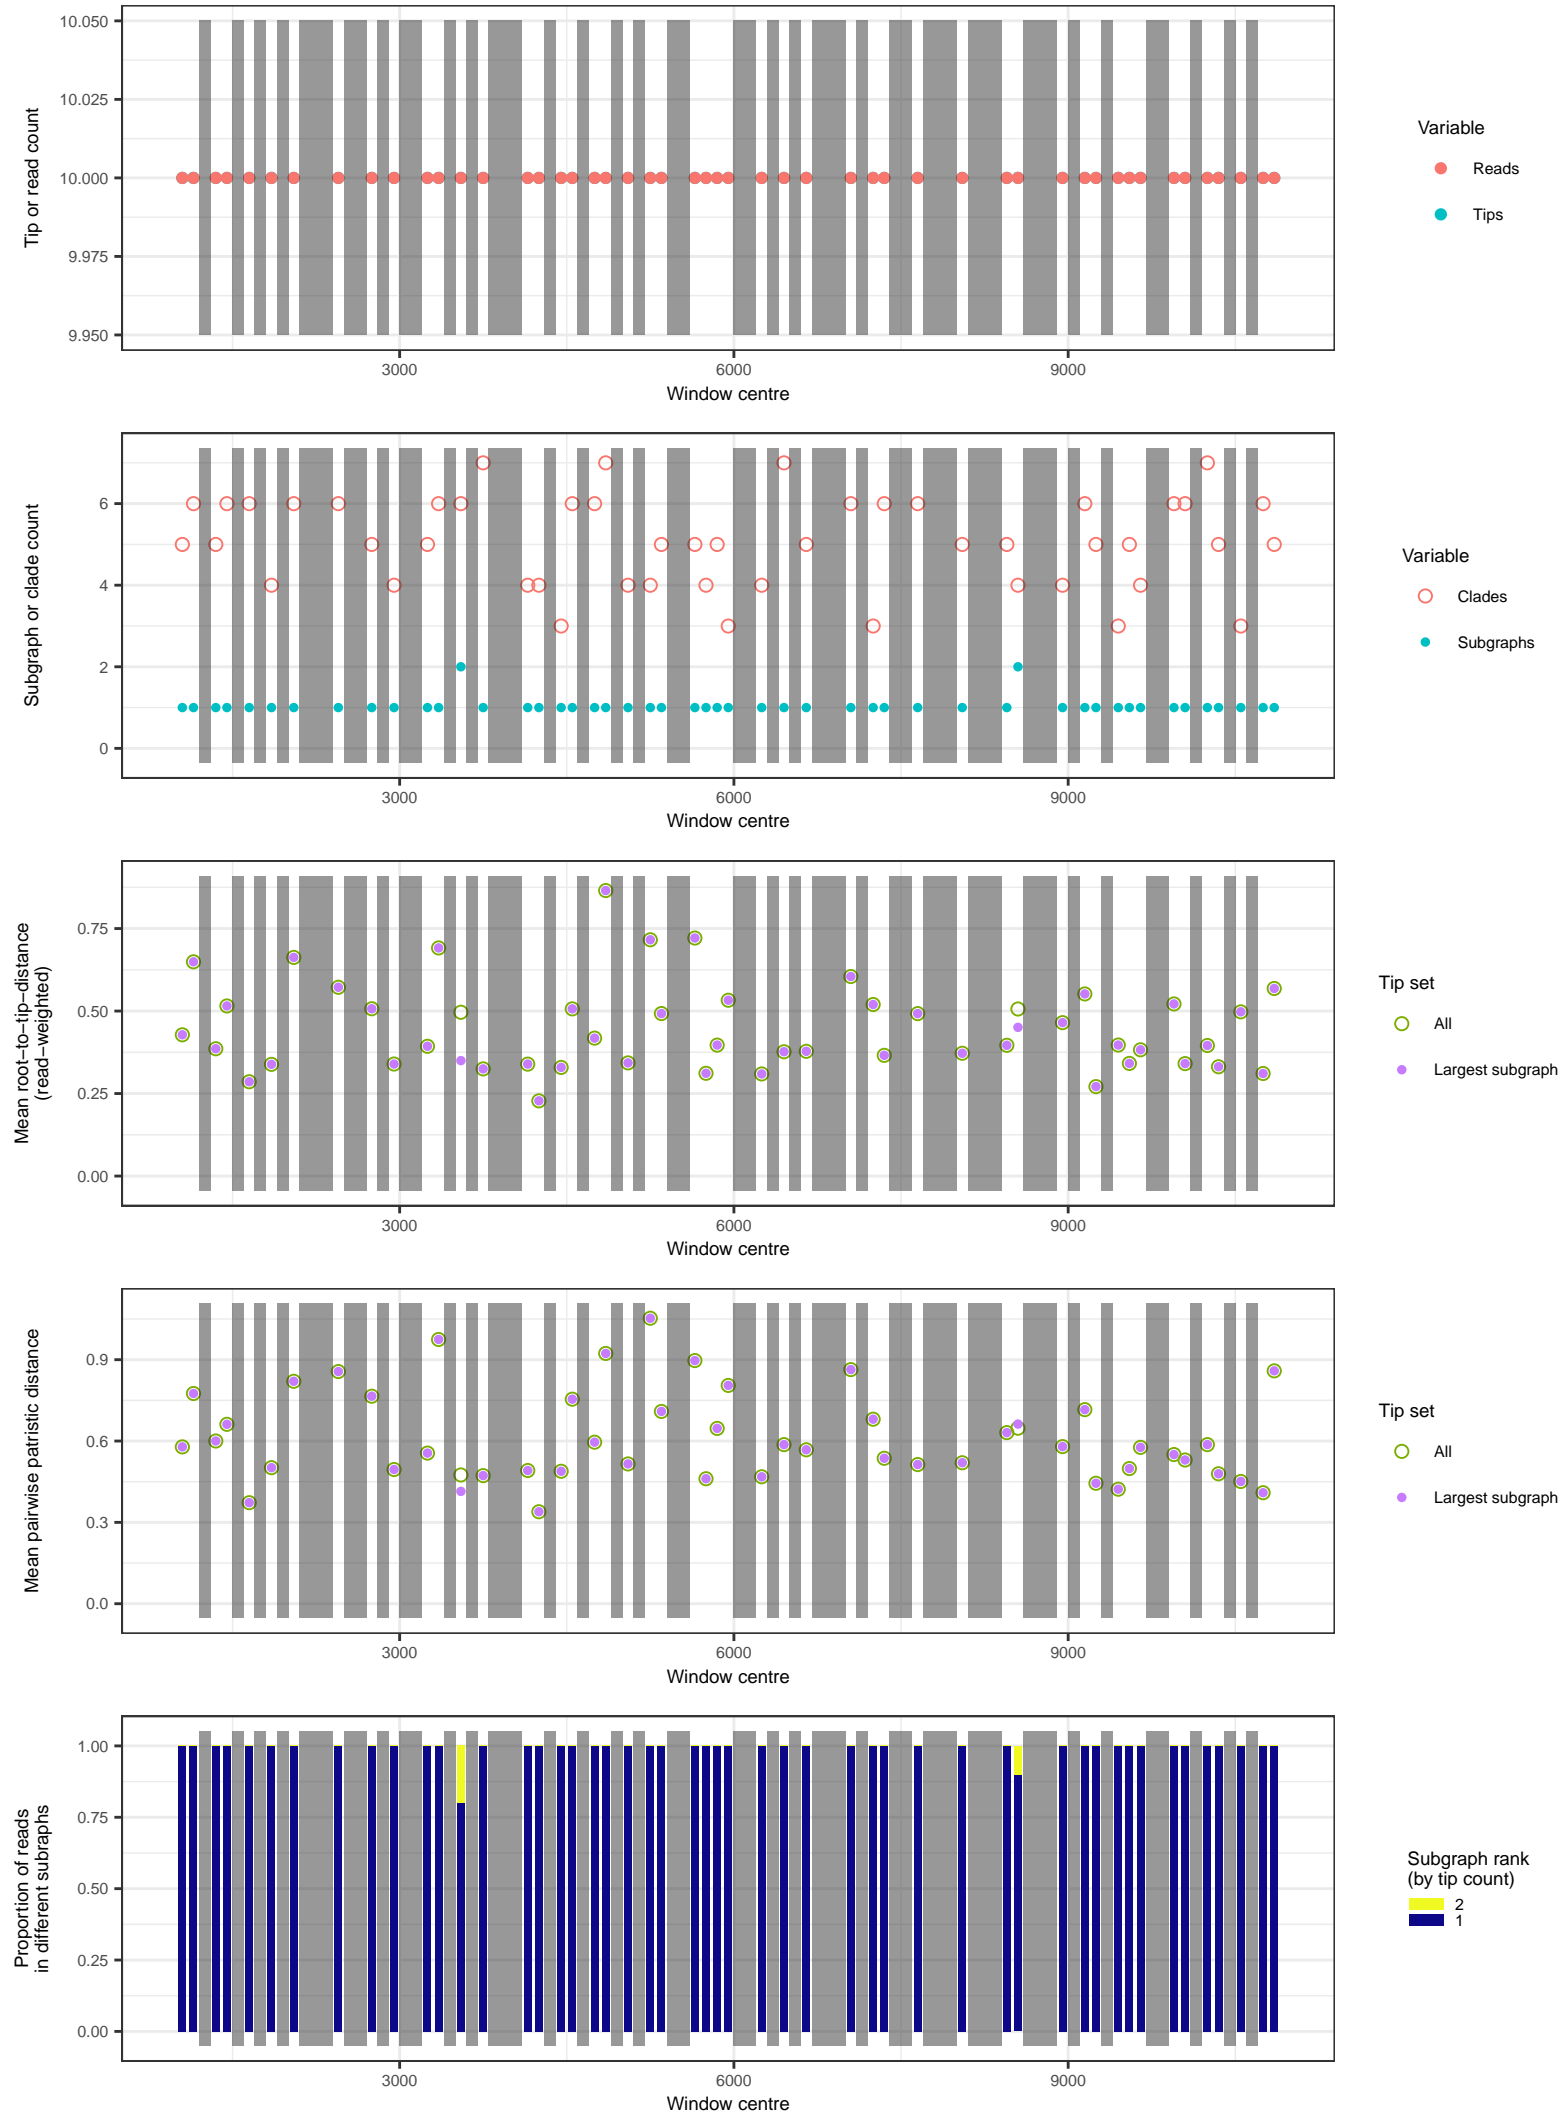 10.050
10.025
10.000
9.975
9.950
Tip or read count
3000
6000
9000
Window centre
Variable
Reads
Tips
6
4
2
0
Subgraph or clade count
3000
6000
9000
Window centre
Variable
Clades
Subgraphs
0.75
0.50
0.25
0.00
Mean root−to−tip−distance
(read−weighted)
3000
6000
9000
Window centre
Tip set
All
Largest subgraph
0.9
0.6
0.3
0.0
Mean pairwise patristic distance
3000
6000
9000
Window centre
Tip set
All
Largest subgraph
1.00
0.75
0.50
0.25
0.00
Proportion of reads
in different subraphs
3000
6000
9000
Window centre
Subgraph rank
(by tip count)
2
1